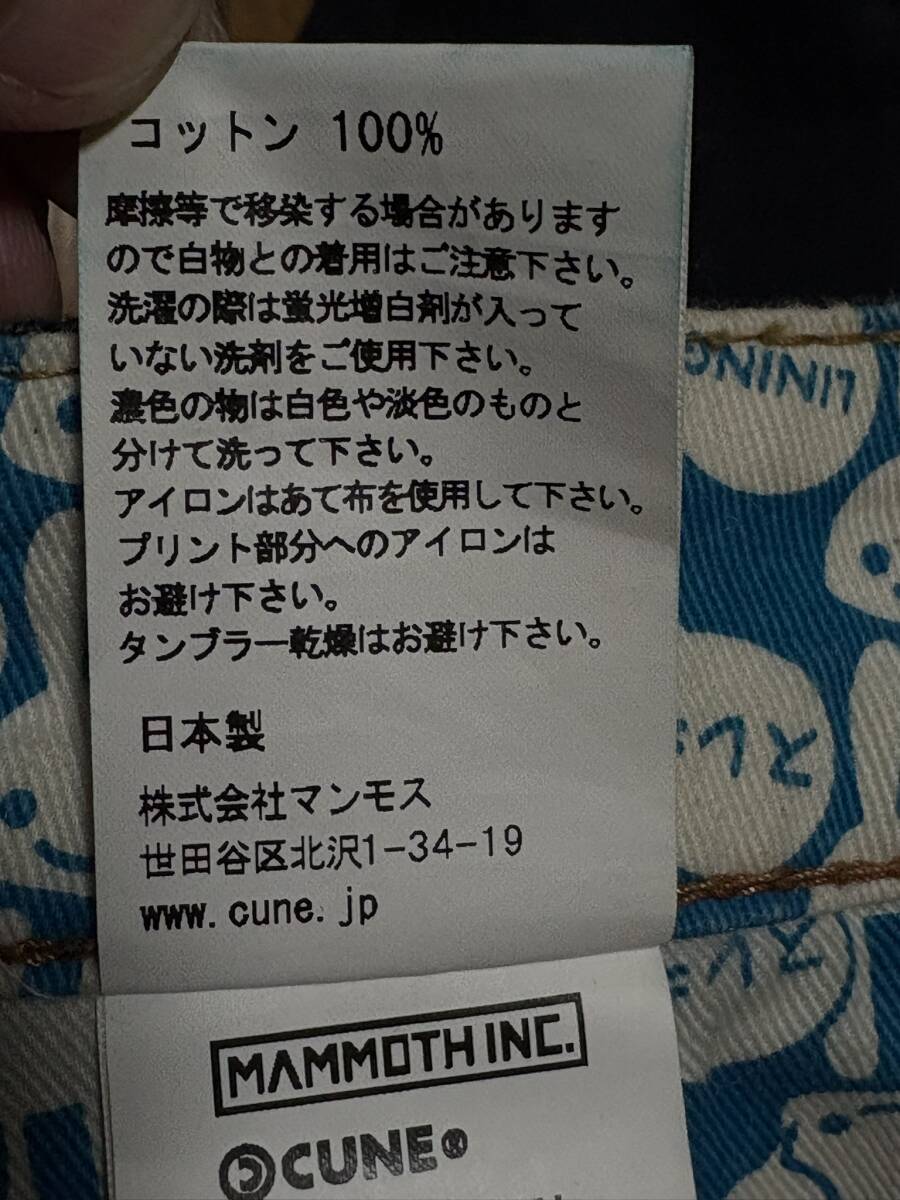 コットン 100%
摩擦等で移染する場合があります
ので白物との着用はご注意下さい。
洗濯の際は蛍光増白剤が入って
いない洗剤をご使用下さい。
濃色の物は白色や淡色のものと
分けて洗って下さい。
アイロンはあて布を使用して下さい。
プリント部分へのアイロンは
お避け下さい。
タンブラー乾燥はお避け下さい。
日本製
株式会社マンモス
世田谷区北沢1-34-19
www.cune.jp
MAMMOTH INC.
CUNE®
LINING
スレ
スレ